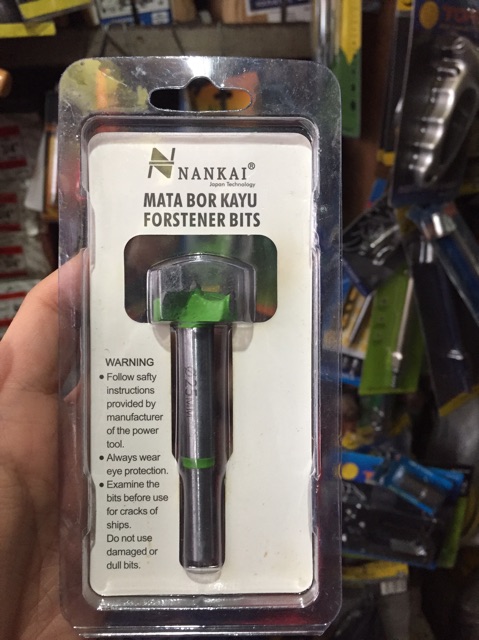 NANKAI®
Japan Technology
MATA BOR KAYU
FORSTENER BITS
WARNING
• Follow safty
instructions
provided by
manufacturer
of the power
tool.
• Always wear
eye protection.
• Examine the
bits before use
for cracks of
ships.
Do not use
damaged or
dull bits.